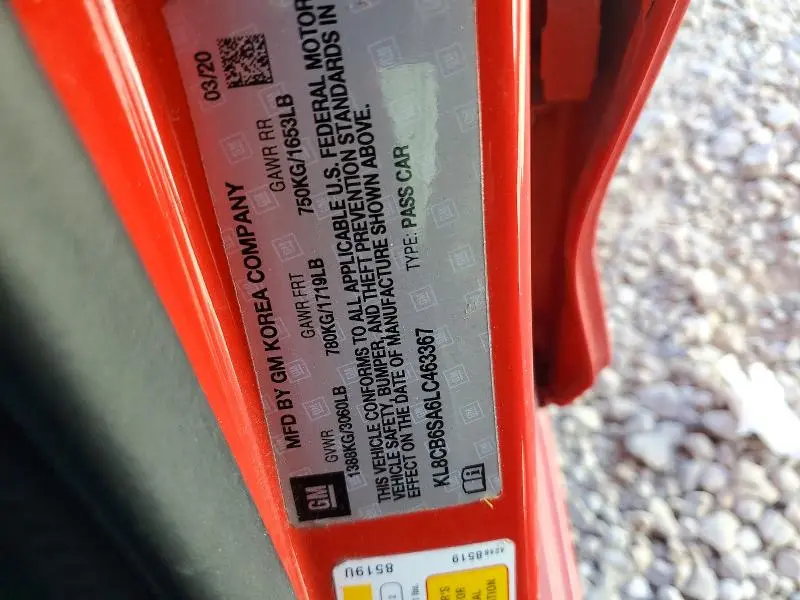 MFD BY GM KOREA COMPANY
03/20
GVWR
GAWR FRT
GAWR RR
1388KG/3060LB
780KG/1719LB
750KG/1653LB
THIS VEHICLE CONFORMS TO ALL APPLICABLE U.S. FEDERAL MOTOR
VEHICLE SAFETY, BUMPER, AND THEFT PREVENTION STANDARDS IN
EFFECT ON THE DATE OF MANUFACTURE SHOWN ABOVE.
TYPE: PASS CAR
KL8CB6SA6LC463367
GM
8519U
8519